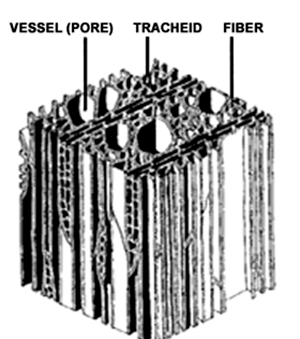 VESSEL (PORE) TRACHEID FIBER